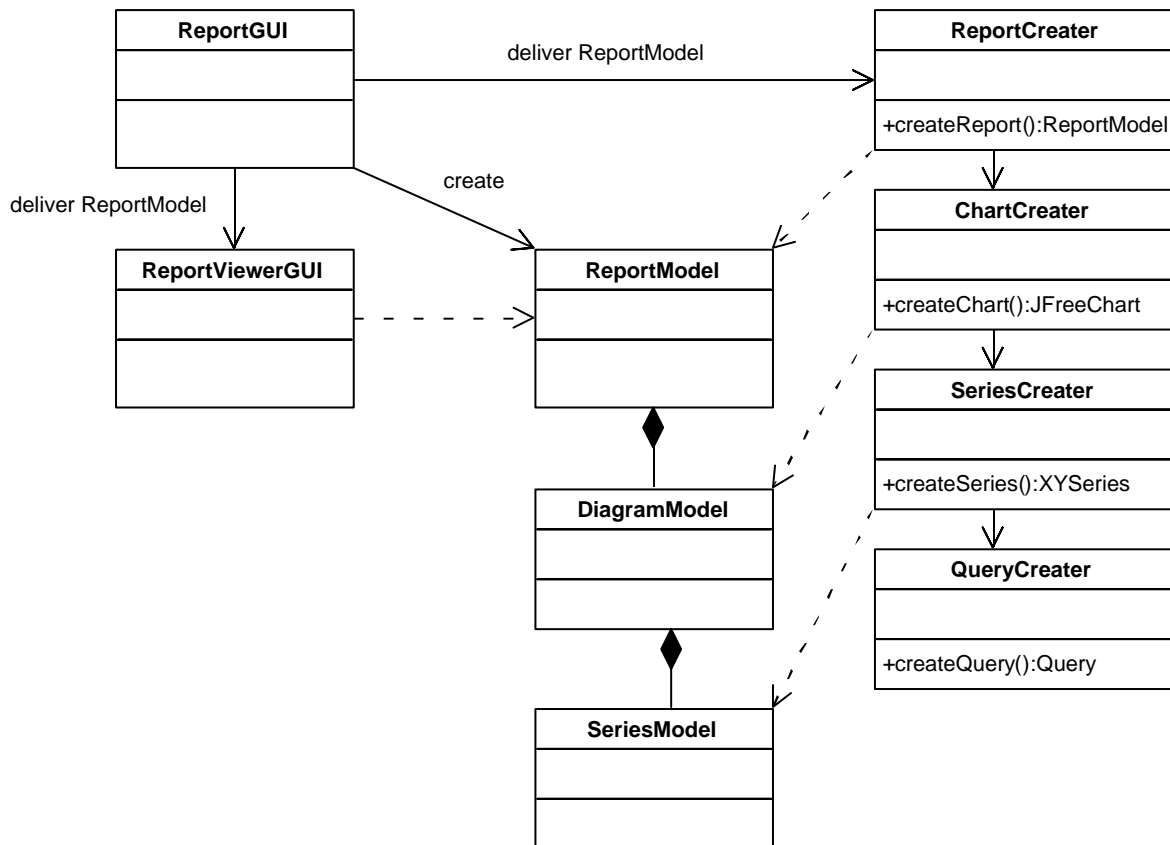 ReportGUI
ReportCreater
deliver ReportModel
+createReport():ReportModel
create
deliver ReportModel
ChartCreater
ReportViewerGUI
ReportModel
+createChart():JFreeChart
SeriesCreater
+createSeries():XYSeries
DiagramModel
QueryCreater
+createQuery():Query
SeriesModel